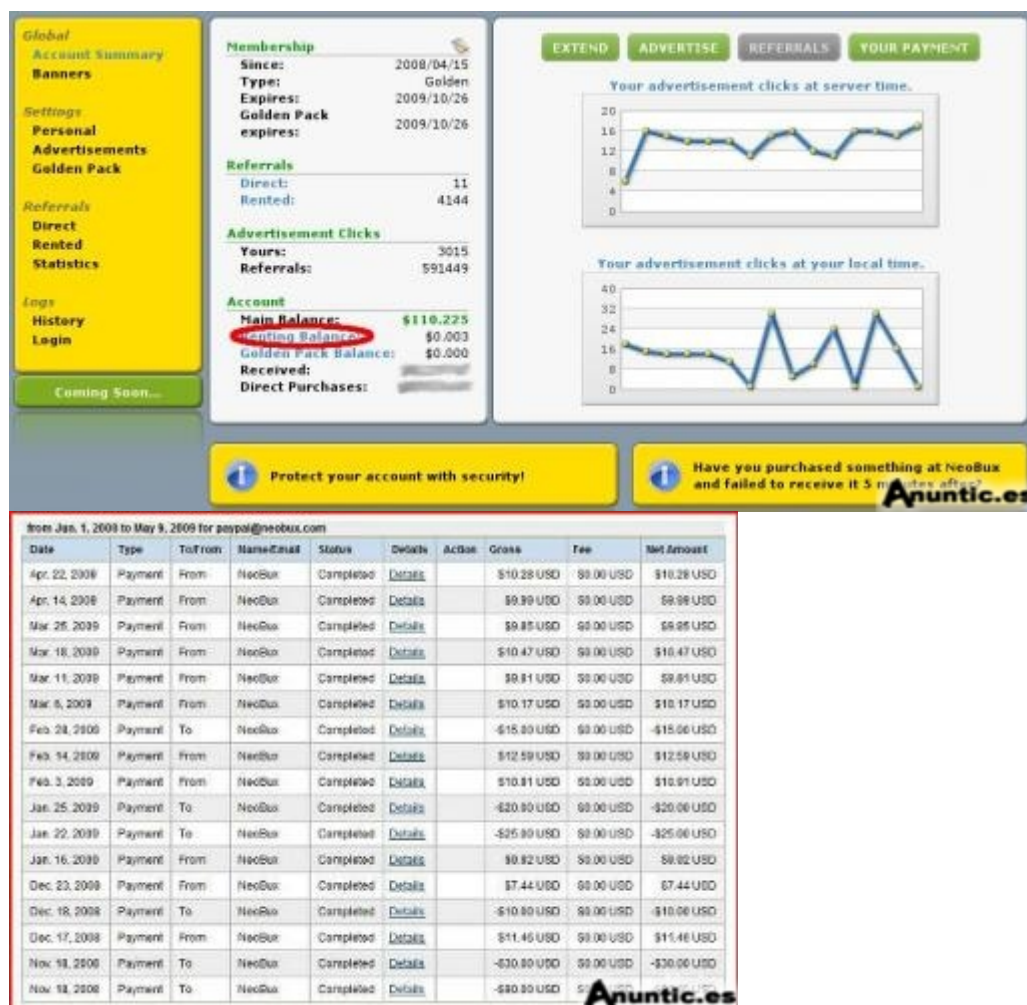 Global
Account Summary
Banners
Settings
Personal
Advertisements
Golden Pack
Referrals
Direct
Rented
Statistics
Logs
History
Login
Coming Soon...
Membership
Since: 2008/04/15
Type: Golden
Expires: 2009/10/26
Golden Pack
expires: 2009/10/26
Referrals
Direct: 11
Rented: 4144
Advertisement Clicks
Yours: 3015
Referrals: 591449
Account
Main Balance: $110.225
Renting Balance: $0.003
Golden Pack Balance: $0.000
Received:
Direct Purchases:
EXTEND ADVERTISE REFERRALS YOUR PAYMENT
Your advertisement clicks at server time.
20
16
12
8
4
0
Your advertisement clicks at your local time.
40
32
24
16
8
0
Protect your account with security!
Have you purchased something at NeoBux
and failed to receive it 5 minutes after?
Anuntic.es
from Jan. 1, 2008 to May 9, 2009 for paypal@neobux.com
Date Type To/From Name/Email Status Details Action Gross Fee Net Amount
Apr. 22, 2009 Payment From NeoBux Completed Details $10.28 USD $0.00 USD $10.28 USD
Apr. 14, 2009 Payment From NeoBux Completed Details $9.99 USD $0.00 USD $9.99 USD
Mar. 25, 2009 Payment From NeoBux Completed Details $9.85 USD $0.00 USD $9.85 USD
Mar. 18, 2009 Payment From NeoBux Completed Details $10.47 USD $0.00 USD $10.47 USD
Mar. 11, 2009 Payment From NeoBux Completed Details $9.81 USD $0.00 USD $9.81 USD
Mar. 6, 2009 Payment From NeoBux Completed Details $10.17 USD $0.00 USD $10.17 USD
Feb. 28, 2009 Payment To NeoBux Completed Details -$15.00 USD $0.00 USD -$15.00 USD
Feb. 14, 2009 Payment From NeoBux Completed Details $12.59 USD $0.00 USD $12.59 USD
Feb. 3, 2009 Payment From NeoBux Completed Details $0.00 USD $10.91 USD
Jan. 25, 2009 Payment To NeoBux Completed Details -$20.00 USD $0.00 USD -$20.00 USD
Jan. 22, 2009 Payment To NeoBux Completed Details -$25.00 USD $0.00 USD -$25.00 USD
Jan. 16, 2009 Payment From NeoBux Completed Details $0.00 USD
Dec. 23, 2008 Payment From NeoBux Completed Details $7.44 USD $0.00 USD $7.44 USD
Dec. 18, 2008 Payment To NeoBux Completed Details -$10.00 USD $0.00 USD -$10.00 USD
Dec. 17, 2008 Payment From NeoBux Completed Details $11.46 USD $0.00 USD $11.46 USD
Nov. 18, 2008 Payment To NeoBux Completed Details -$30.00 USD $0.00 USD -$30.00 USD
Nov. 18, 2008 Payment To NeoBux Completed Details
Anuntic.es